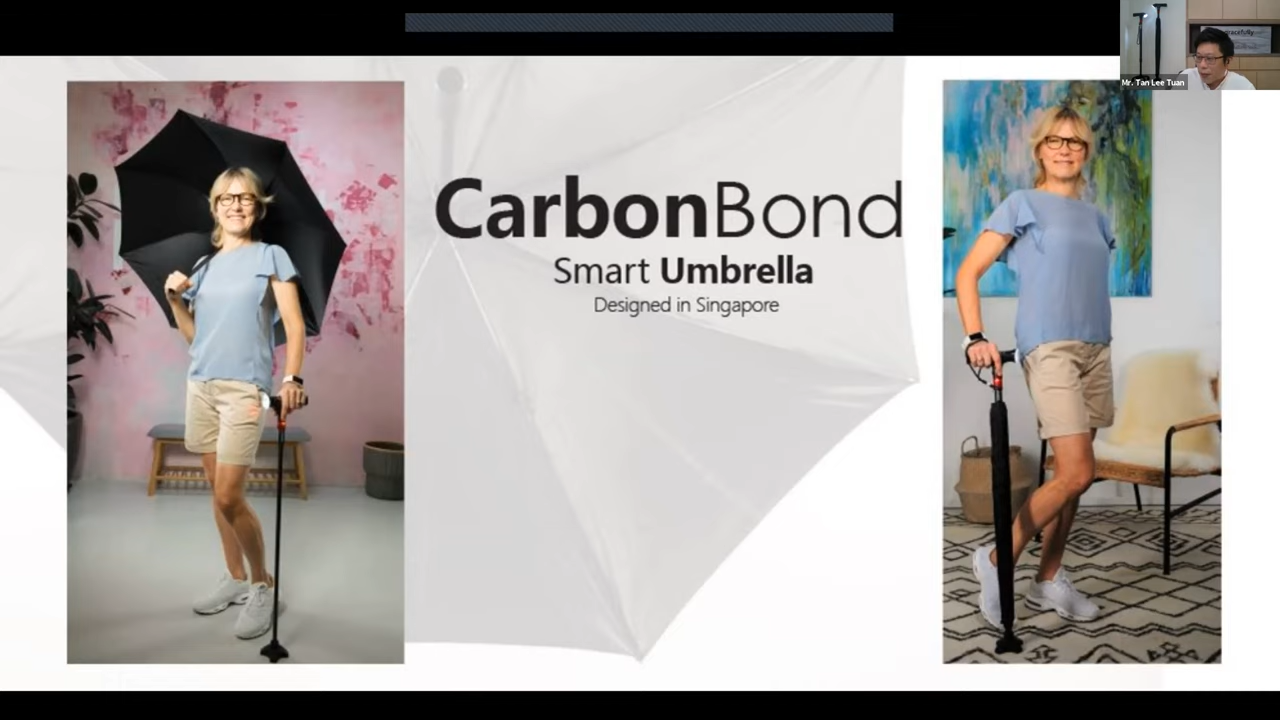 CarbonBond
Smart Umbrella
Designed in Singapore
Mr. Tan Lee Tuan